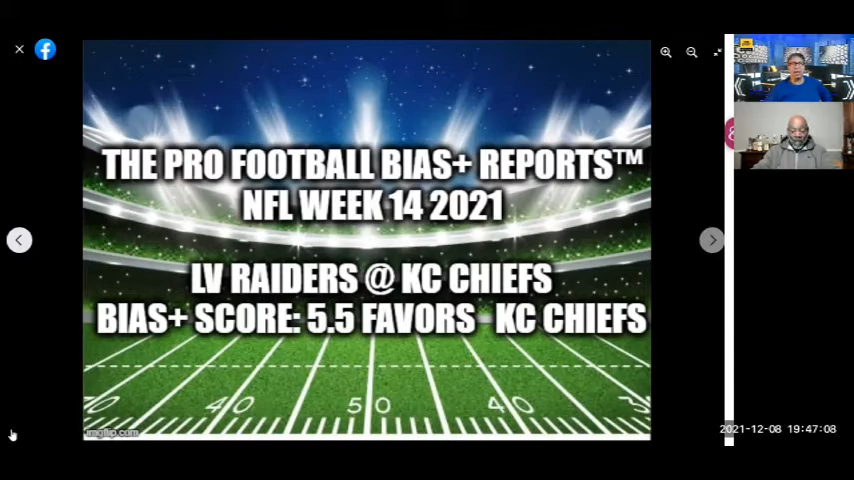 THE PRO FOOTBALL BIAS+ REPORTS™
NFL WEEK 14 2021
LV RAIDERS @ KC CHIEFS
BIAS+ SCORE: 5.5 FAVORS KC CHIEFS
40
50
40
imgflip.com
2021-12-08 19:47:08